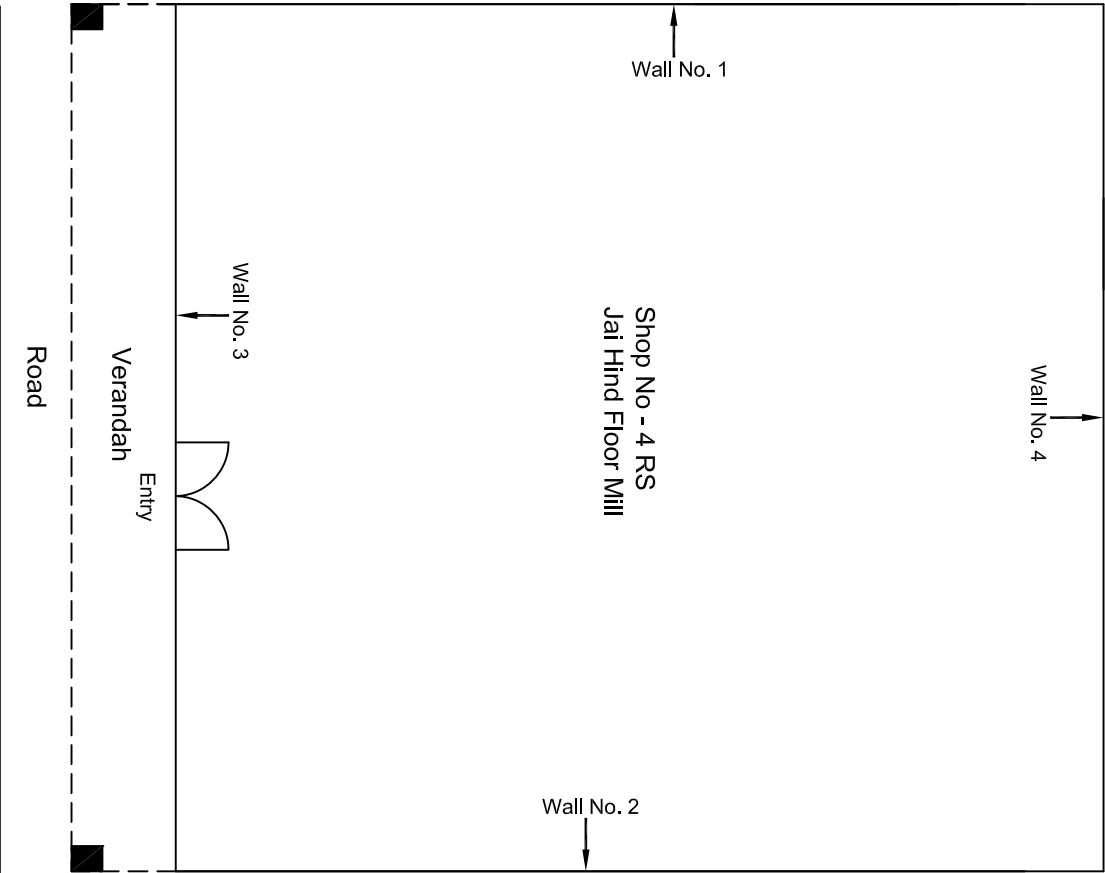 Wall No. 1
Wall No. 3
Wall No. 4
Shop No - 4 RS
Jai Hind Floor Mill
Verandah
Entry
Road
Wall No. 2